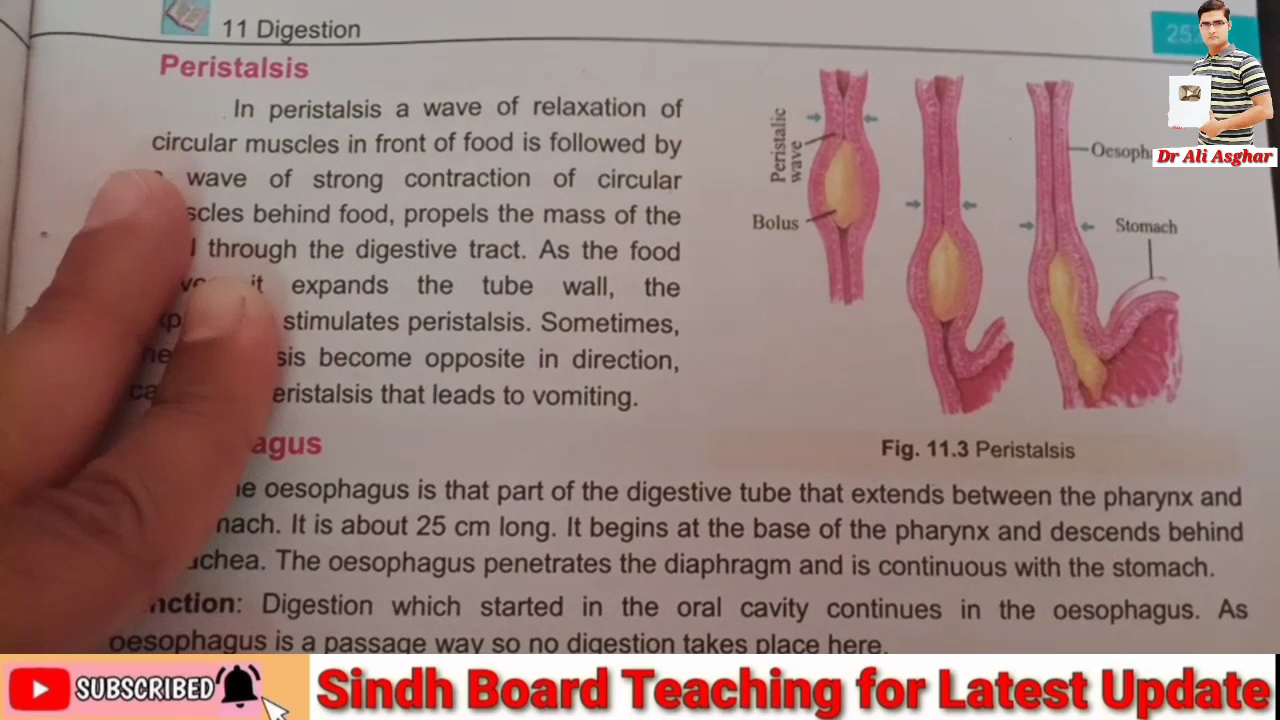 11 Digestion
252
Peristalsis
In peristalsis a wave of relaxation of
circular muscles in front of food is followed by
wave of strong contraction of circular
scles behind food, propels the mass of the
through the digestive tract. As the food
it expands the tube wall, the
stimulates peristalsis. Sometimes,
sis become opposite in direction,
eristalsis that leads to vomiting.
Peristalic
wave
Bolus
Oesoph
Stomach
Dr Ali Asghar
Fig. 11.3 Peristalsis
agus
e oesophagus is that part of the digestive tube that extends between the pharynx and
mach. It is about 25 cm long. It begins at the base of the pharynx and descends behind
achea. The oesophagus penetrates the diaphragm and is continuous with the stomach.
nction: Digestion which started in the oral cavity continues in the oesophagus. As
oesophagus is a passage way so no digestion takes place here.
SUBSCRIBED
Sindh Board Teaching for Latest Update